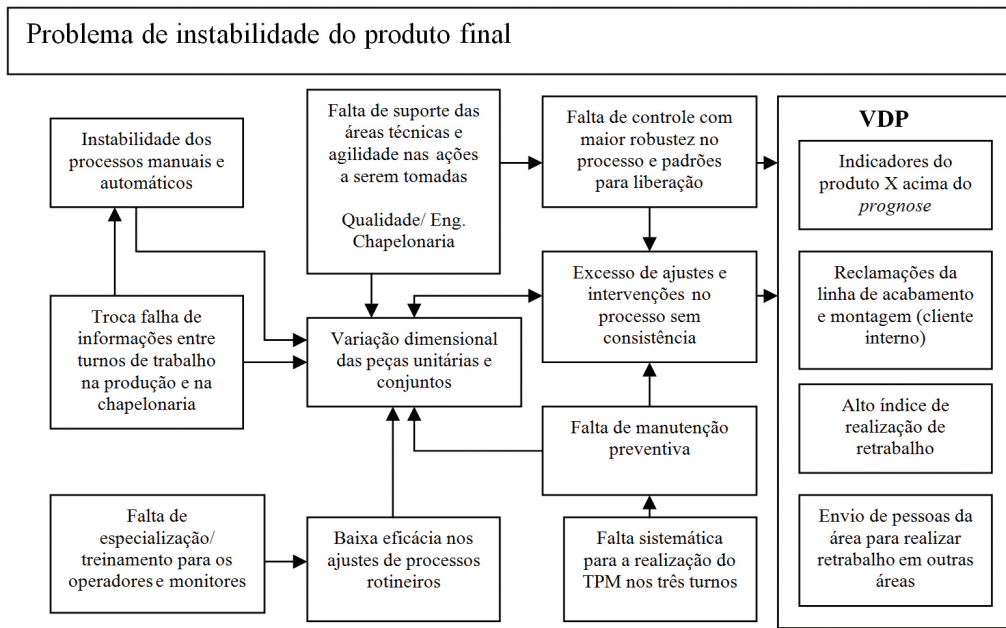 Problema de instabilidade do produto final
Instabilidade dos
processos manuais e
automáticos
Falta de suporte das
áreas técnicas e
agilidade nas ações
a serem tomadas
Qualidade/ Eng.
Chapelonaria
Falta de controle com
maior robustez no
processo e padrões
para liberação
VDP
Indicadores do
produto X acima do
prognose
Troca falha de
informações entre
turnos de trabalho
na produção e na
chapelonaria
Variação dimensional
das peças unitárias e
conjuntos
Excesso de ajustes e
intervenções no
processo sem
consistência
Reclamações da
linha de acabamento
e montagem (cliente
interno)
Falta de manutenção
preventiva
Alto índice de
realização de
retrabalho
Falta de
especialização/
treinamento para os
operadores e monitores
Baixa eficácia nos
ajustes de processos
rotineiros
Falta sistemática
para a realização do
TPM nos três turnos
Envio de pessoas da
área para realizar
retrabalho em outras
áreas